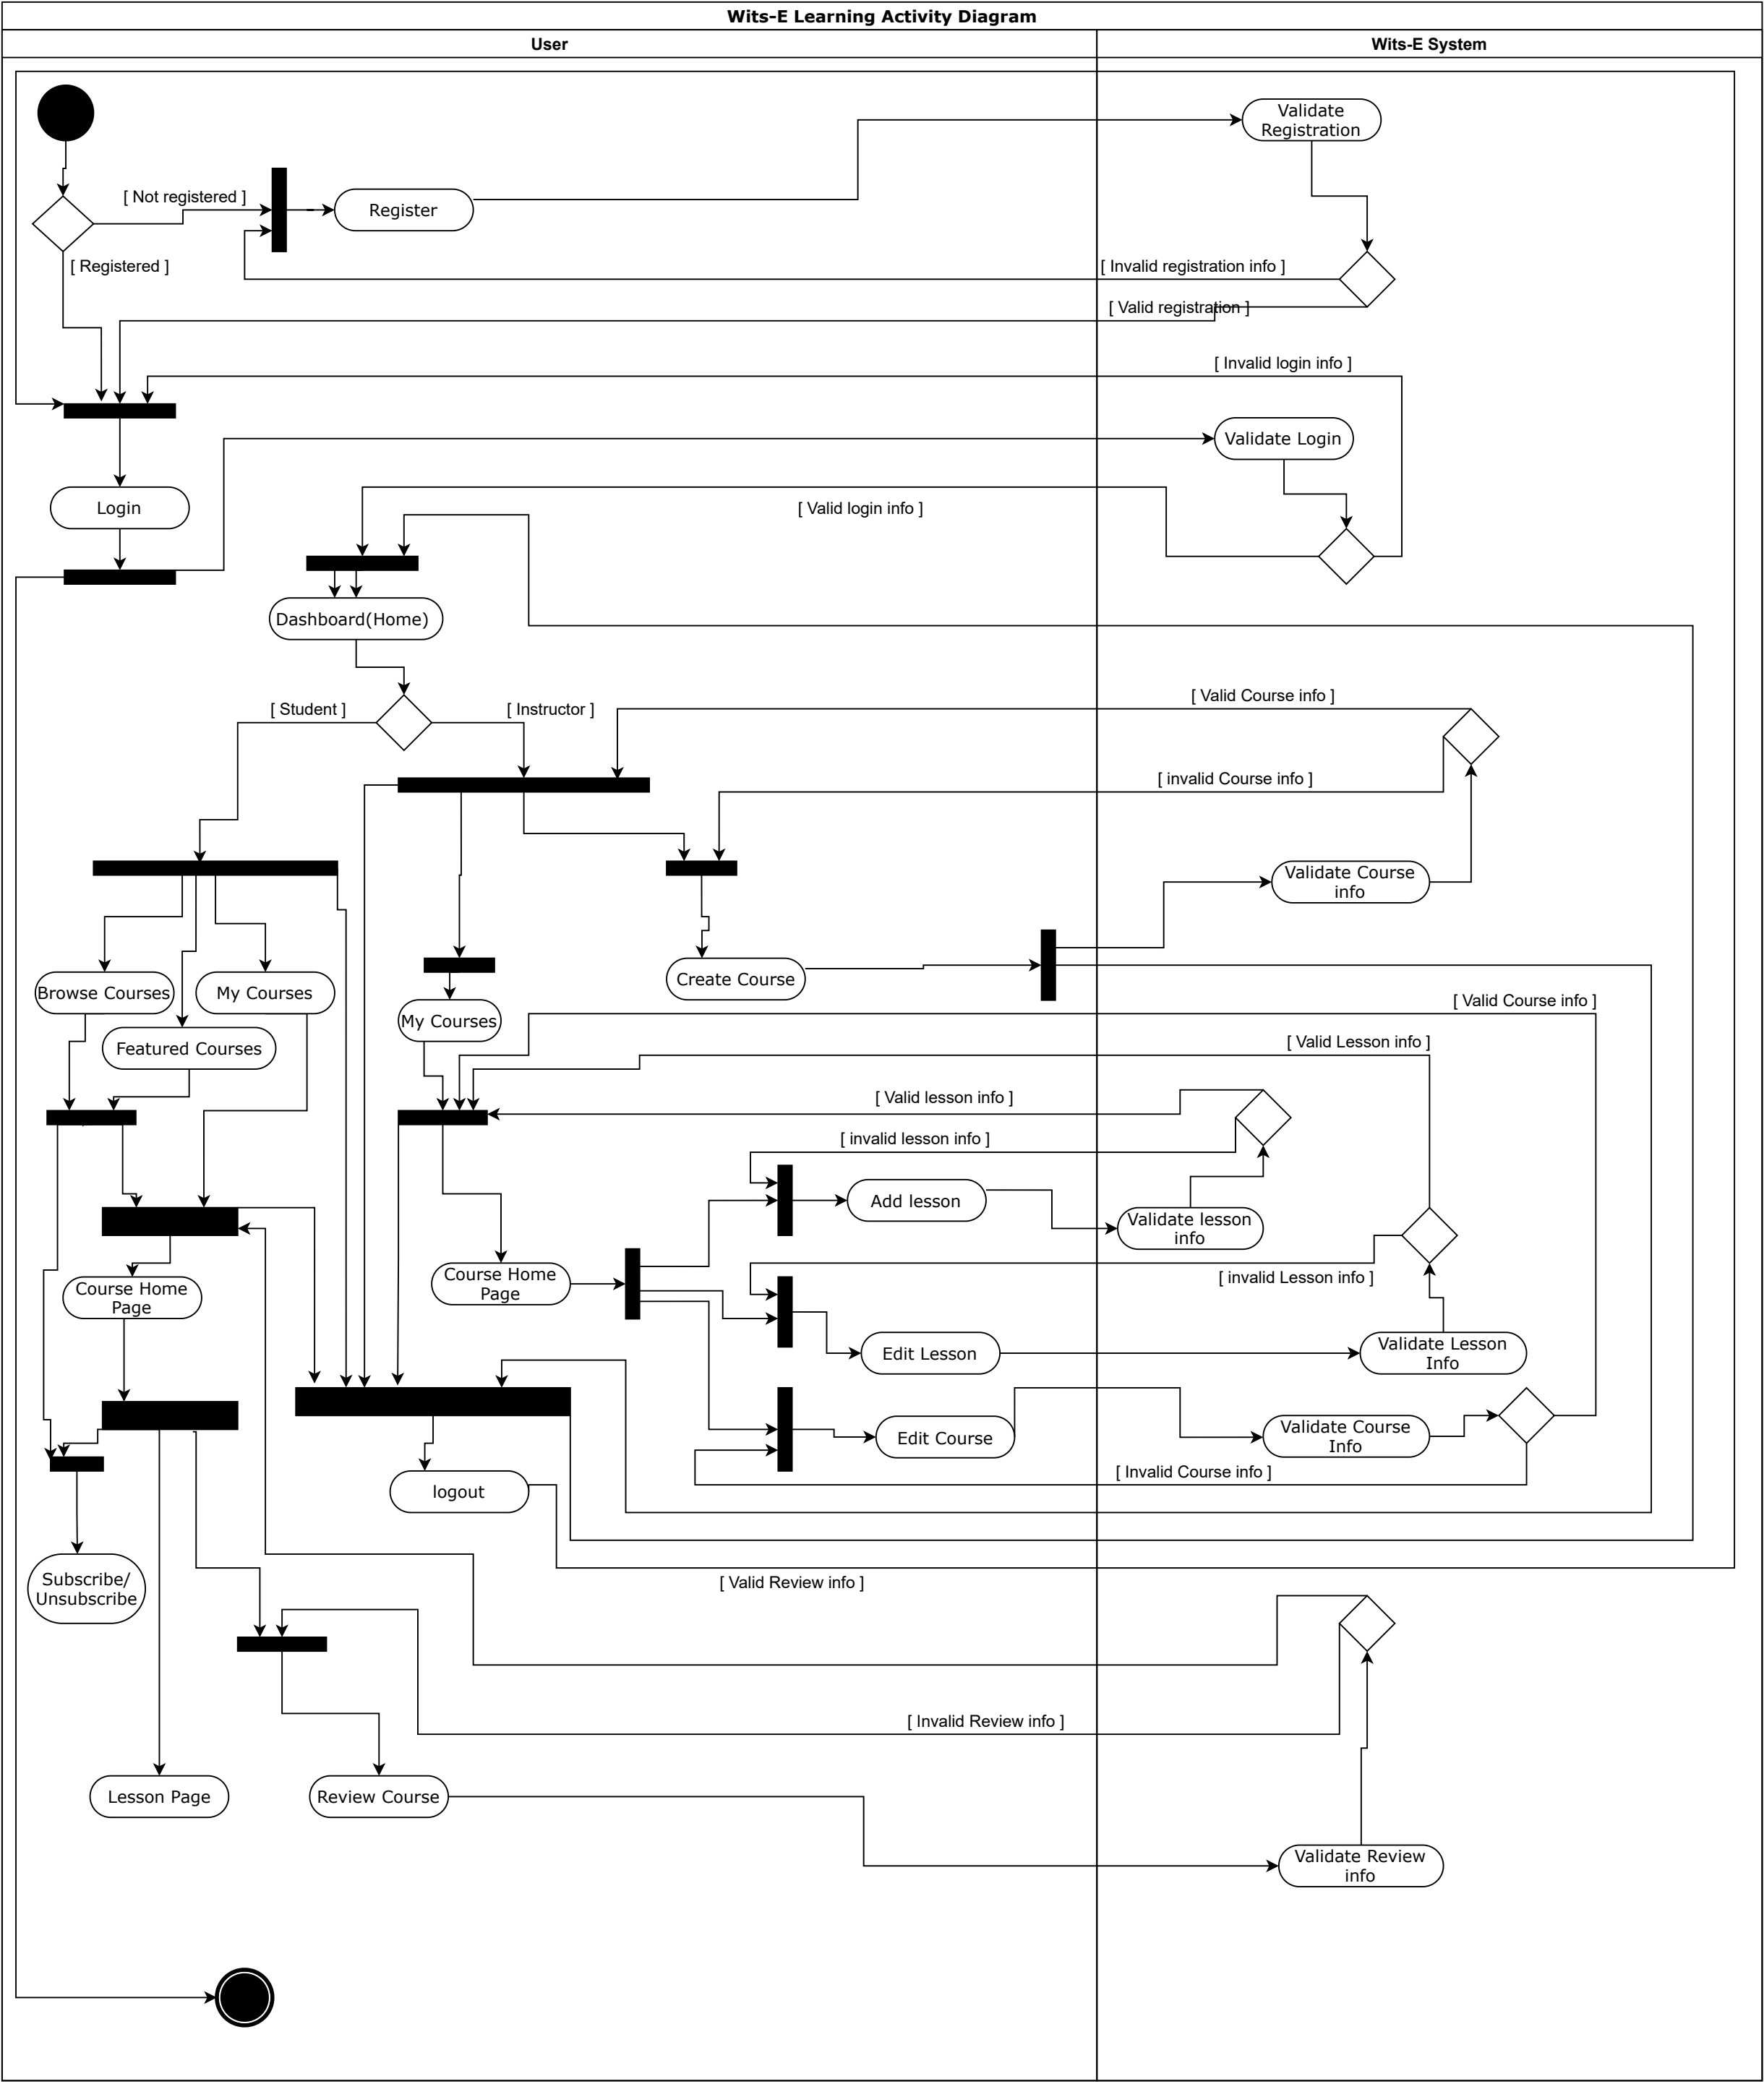 Wits-E Learning Activity Diagram
User
Wits-E System
Validate
Registration
[ Not registered ]
Register
[ Registered ]
[ Invalid registration info ]
[ Valid registration ]
[ Invalid login info ]
Validate Login
Login
[ Valid login info ]
Dashboard(Home)
[ Student ]
[ Instructor ]
[ Valid Course info ]
[ invalid Course info ]
Validate Course
info
Browse Courses
My Courses
Create Course
[ Valid Course info ]
My Courses
Featured Courses
[ Valid Lesson info ]
[ Valid lesson info ]
[ invalid lesson info ]
Add lesson
Validate lesson
info
Course Home
Page
Course Home
Page
[ invalid Lesson info ]
Edit Lesson
Validate Lesson
Info
Edit Course
Validate Course
Info
[ Invalid Course info ]
logout
Subscribe/
Unsubscribe
[ Valid Review info ]
[ Invalid Review info ]
Lesson Page
Review Course
Validate Review
info